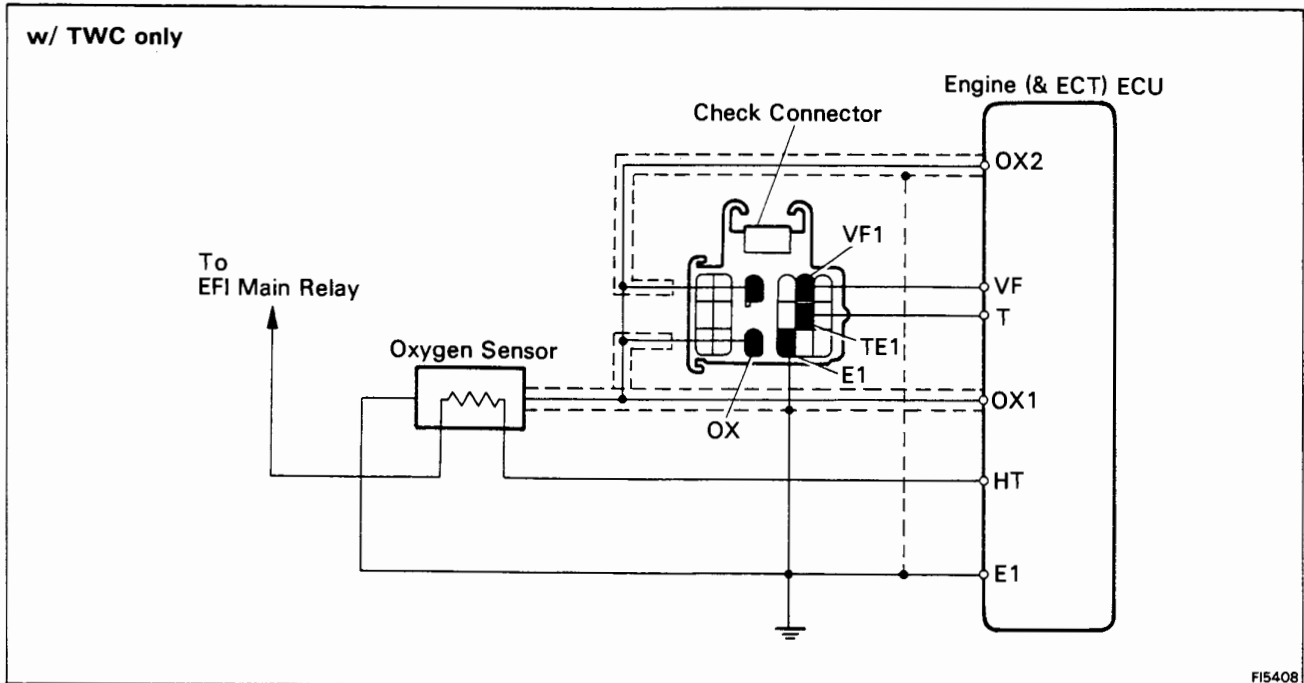 w/ TWC only
Engine (& ECT) ECU
Check Connector
OX2
VF1
To
EFI Main Relay
VF
T
Oxygen Sensor
TE1
E1
OX1
OX
HT
E1
FI5408